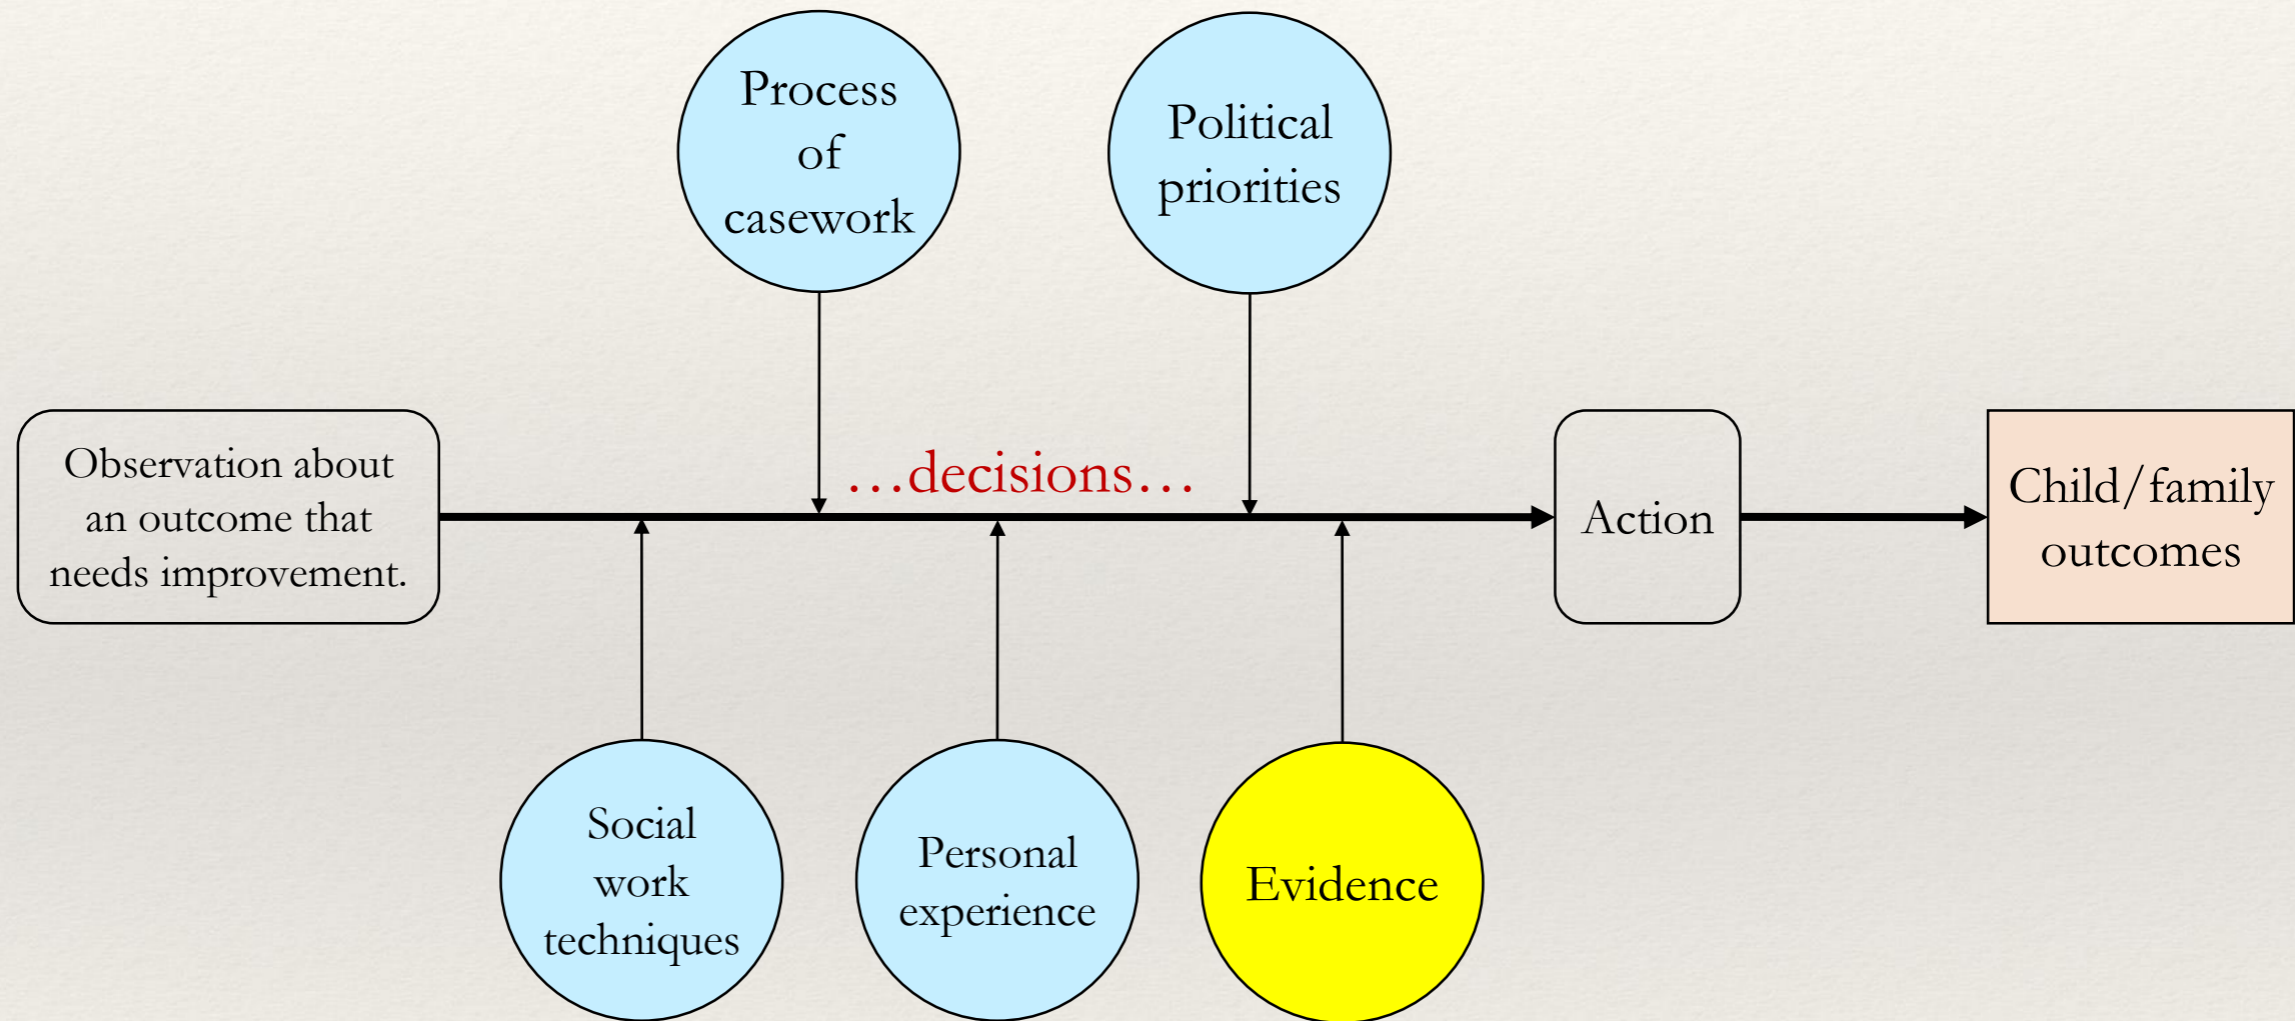 Process
of
casework
Political
priorities
Observation about
an outcome that
needs improvement.
…decisions…
Action
Child/family
outcomes
Social
work
techniques
Personal
experience
Evidence